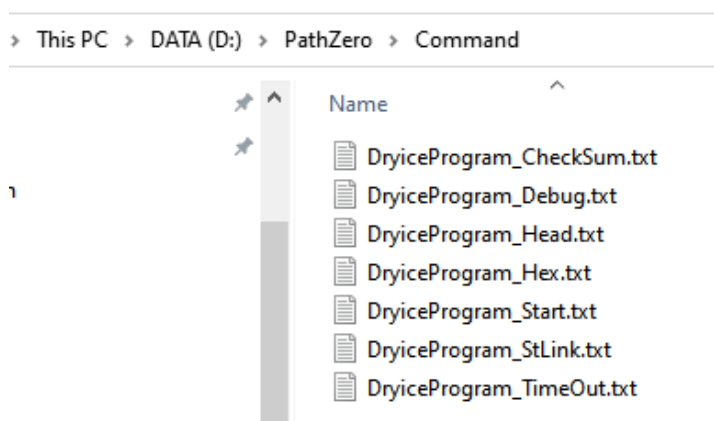 > This PC > DATA (D:) > PathZero > Command
Name
DryiceProgram_CheckSum.txt
DryiceProgram_Debug.txt
DryiceProgram_Head.txt
DryiceProgram_Hex.txt
DryiceProgram_Start.txt
DryiceProgram_StLink.txt
DryiceProgram_TimeOut.txt